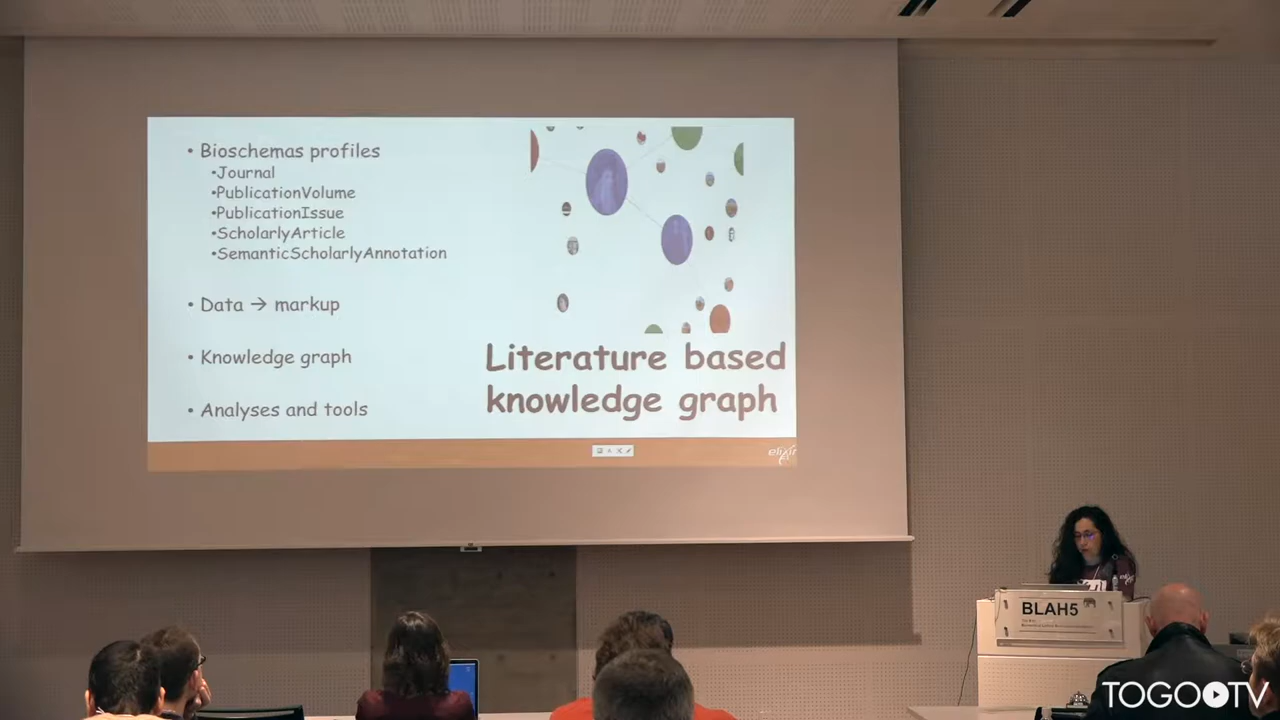 • Bioschemas profiles
•Journal
•PublicationVolume
•PublicationIssue
•ScholarlyArticle
•SemanticScholarlyAnnotation
• Data → markup
• Knowledge graph
• Analyses and tools
Literature based
knowledge graph
elixir
BLAH5
TOGOTV